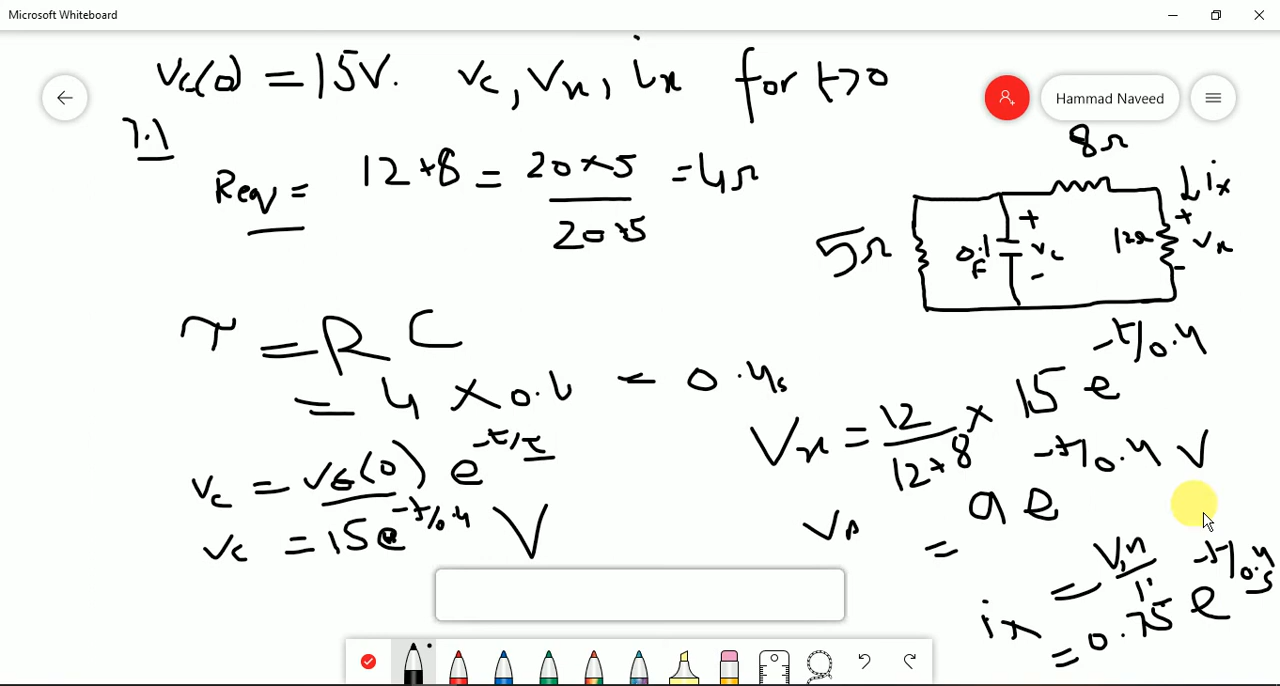 Microsoft Whiteboard
Vc(0) = 15V. Vc, Vx, ix for t>0
Hammad Naveed
7.1
Req = 12+8 = 20×5 / 20+5 = 4Ω
8Ω
ix
5Ω
0.1 F
+ Vc -
12Ω
+ Vx -
τ = RC
= 4 × 0.1 = 0.4s
Vc = Vc(0) e^-t/τ
Vc = 15e^-t/0.4 V
Vx = 12 / 12+8 × 15 e^-t/0.4
= 9 e^-t/0.4 V
ix = Vx /
= 0.75 e^-t/0.4